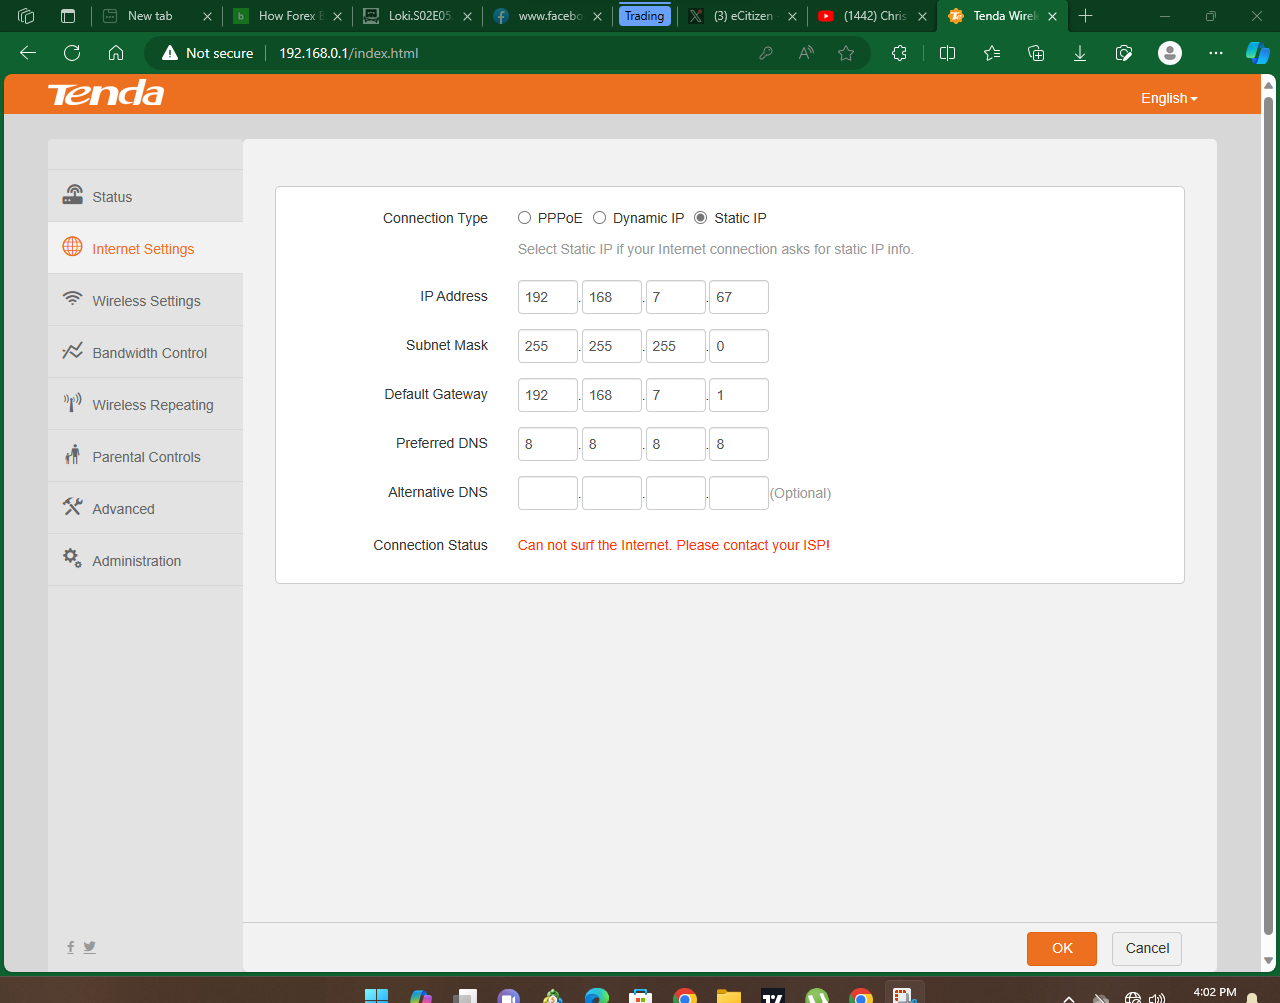 New tab
How Forex B
Loki.S02E05.
www.facebo
Trading
(3) eCitizen
(1442) Chris
Tenda Wirel
Not secure
192.168.0.1/index.html
Tenda
English
Status
Internet Settings
Wireless Settings
Bandwidth Control
Wireless Repeating
Parental Controls
Advanced
Administration
Connection Type PPPoE Dynamic IP Static IP
Select Static IP if your Internet connection asks for static IP info.
IP Address 192 . 168 . 7 . 67
Subnet Mask 255 . 255 . 255 . 0
Default Gateway 192 . 168 . 7 . 1
Preferred DNS 8 . 8 . 8 . 8
Alternative DNS . . . (Optional)
Connection Status Can not surf the Internet. Please contact your ISP!
OK Cancel
4:02 PM